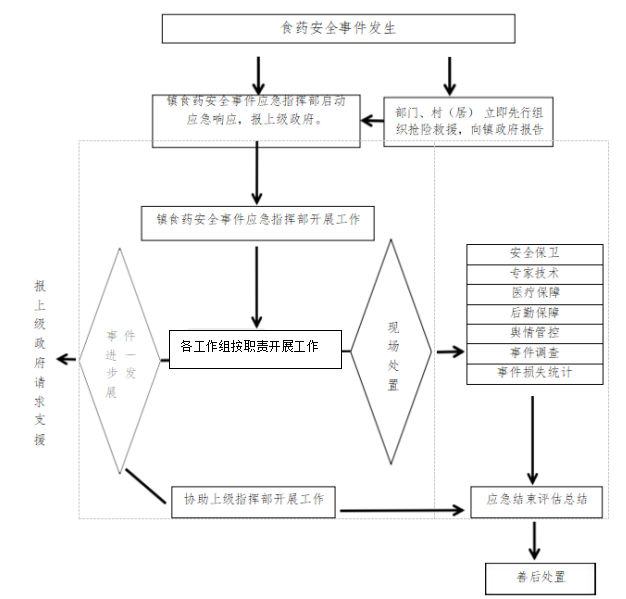 食药安全事件发生
镇食药安全事件应急指挥部启动
应急响应，报上级政府。
部门、村（居） 立即先行组
织抢险救援，向镇政府报告
镇食药安全事件应急指挥部开展工作
报上级政府请求支援
事件
进一
步发
展
各工作组按职责开展工作
现场处置
安全保卫
专家技术
医疗保障
后勤保障
舆情管控
事件调查
事件损失统计
协助上级指挥部开展工作
应急结束评估总结
善后处置